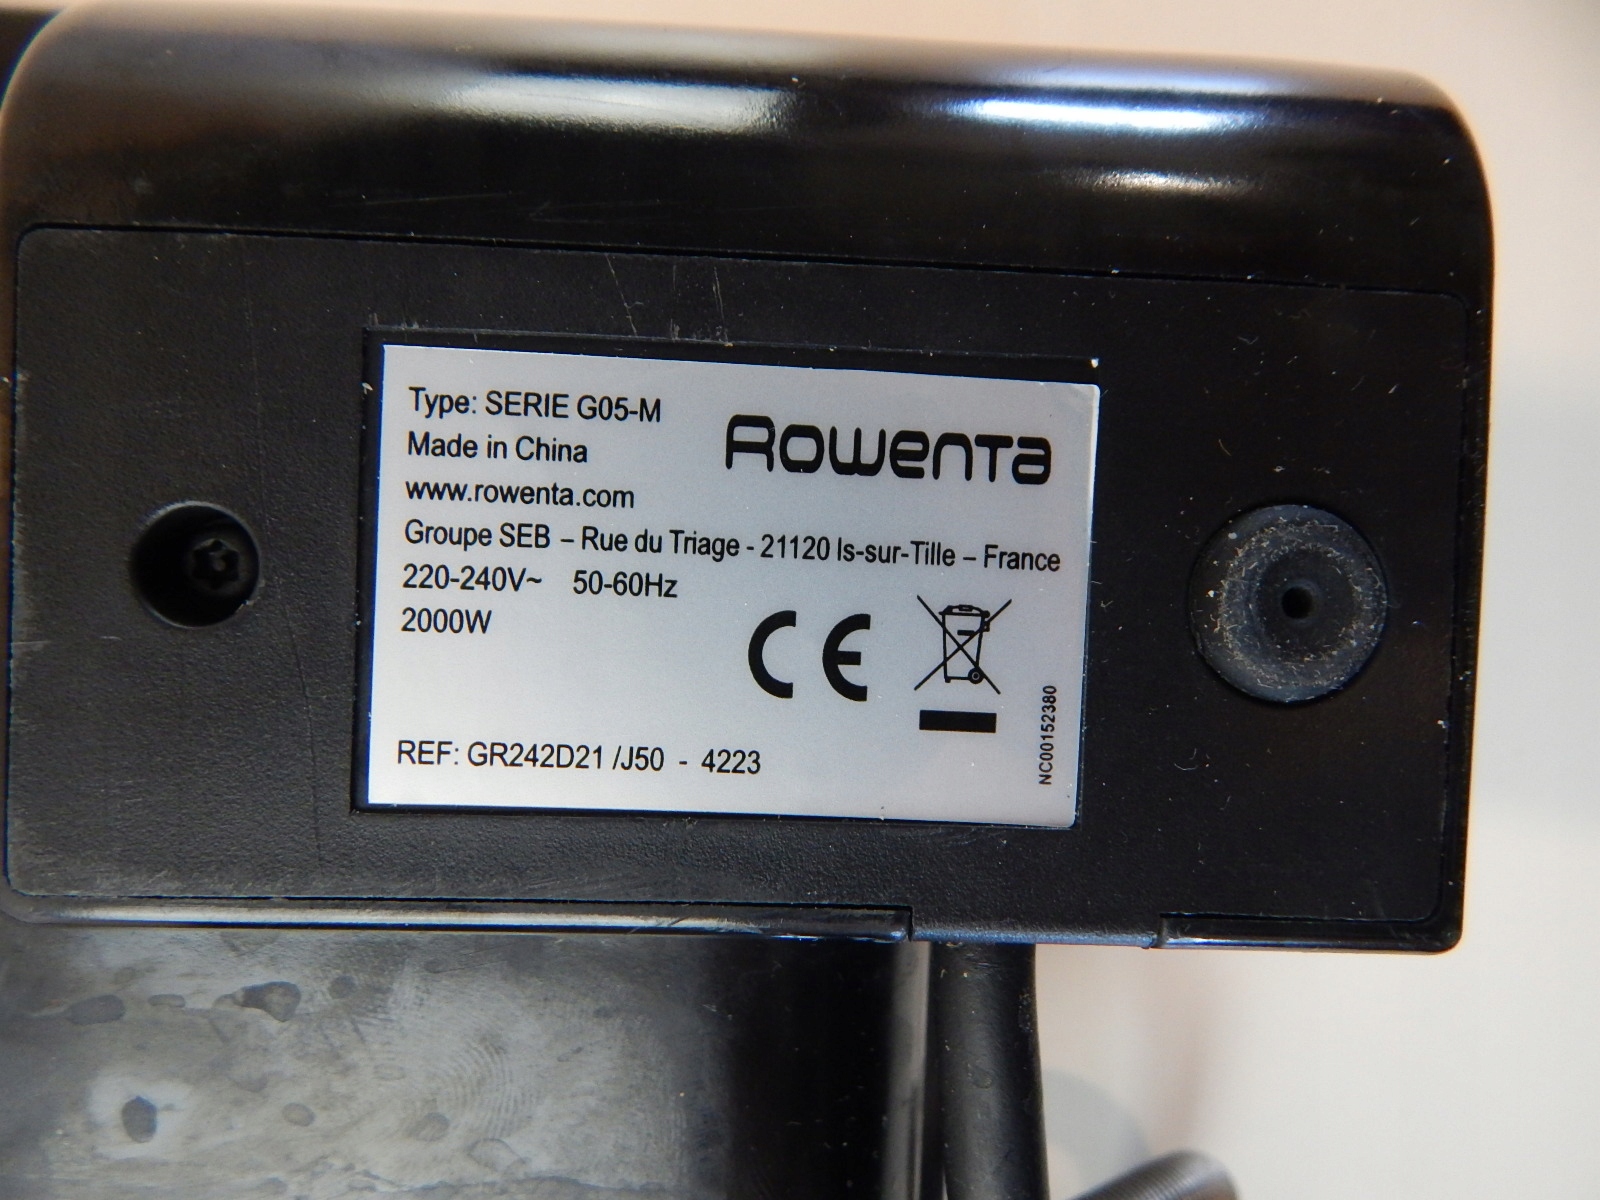 Type: SERIE G05-M
Made in China
Rowenta
www.rowenta.com
Groupe SEB – Rue du Triage - 21120 Is-sur-Tille – France
220-240V~ 50-60Hz
2000W
CE
NC00152380
REF: GR242D21 /J50 - 4223